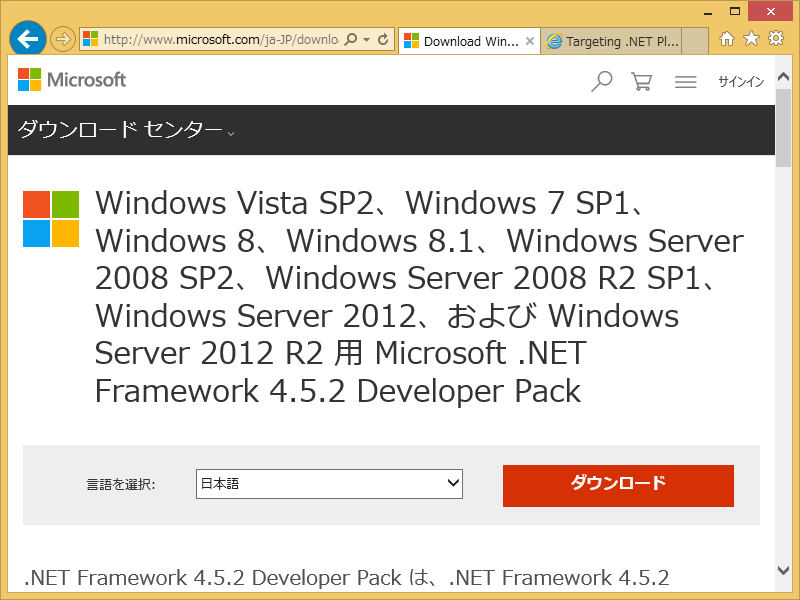 http://www.microsoft.com/ja-JP/downlo
Download Win...
Targeting .NET Pl...
Microsoft
サインイン
ダウンロード センター
Windows Vista SP2、Windows 7 SP1、
Windows 8、Windows 8.1、Windows Server
2008 SP2、Windows Server 2008 R2 SP1、
Windows Server 2012、および Windows
Server 2012 R2 用 Microsoft .NET
Framework 4.5.2 Developer Pack
言語を選択:
日本語
ダウンロード
.NET Framework 4.5.2 Developer Pack は、.NET Framework 4.5.2